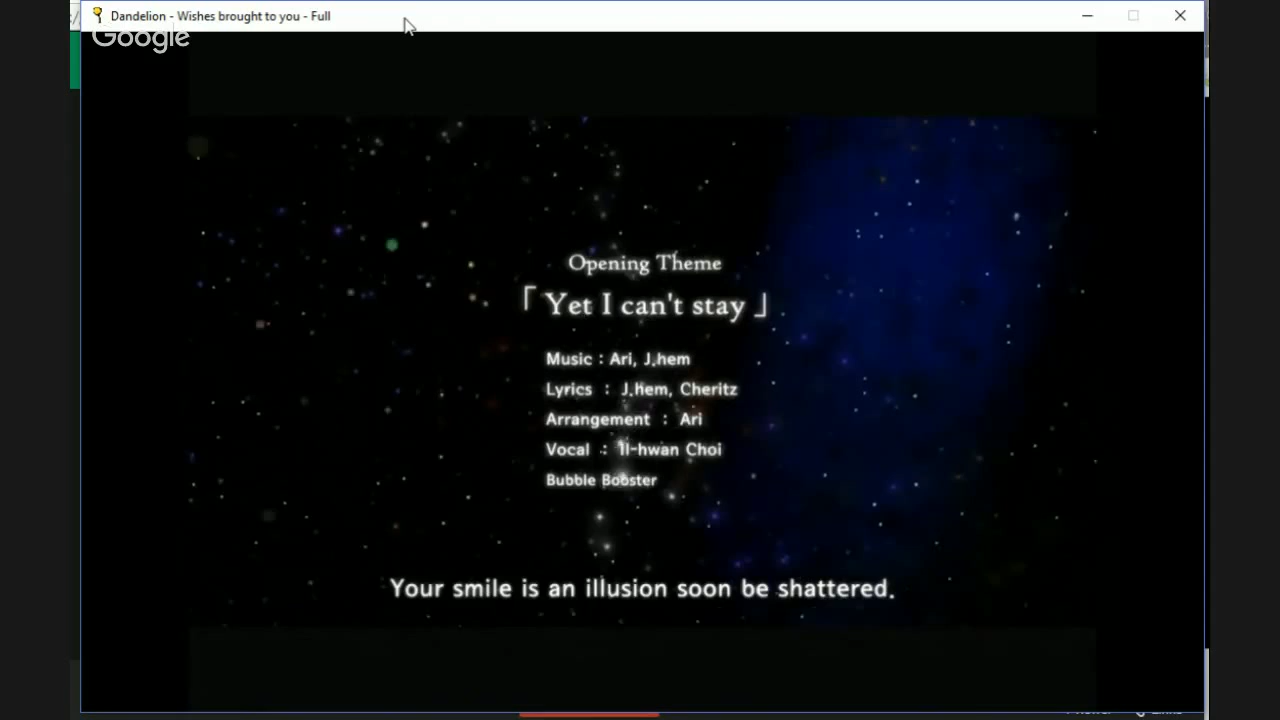 Dandelion - Wishes brought to you - Full
Google
Opening Theme
「Yet I can't stay」
Music : Ari, J.hem
Lyrics : J.hem, Cheritz
Arrangement : Ari
Vocal : Il-hwan Choi
Bubble Booster
Your smile is an illusion soon be shattered.